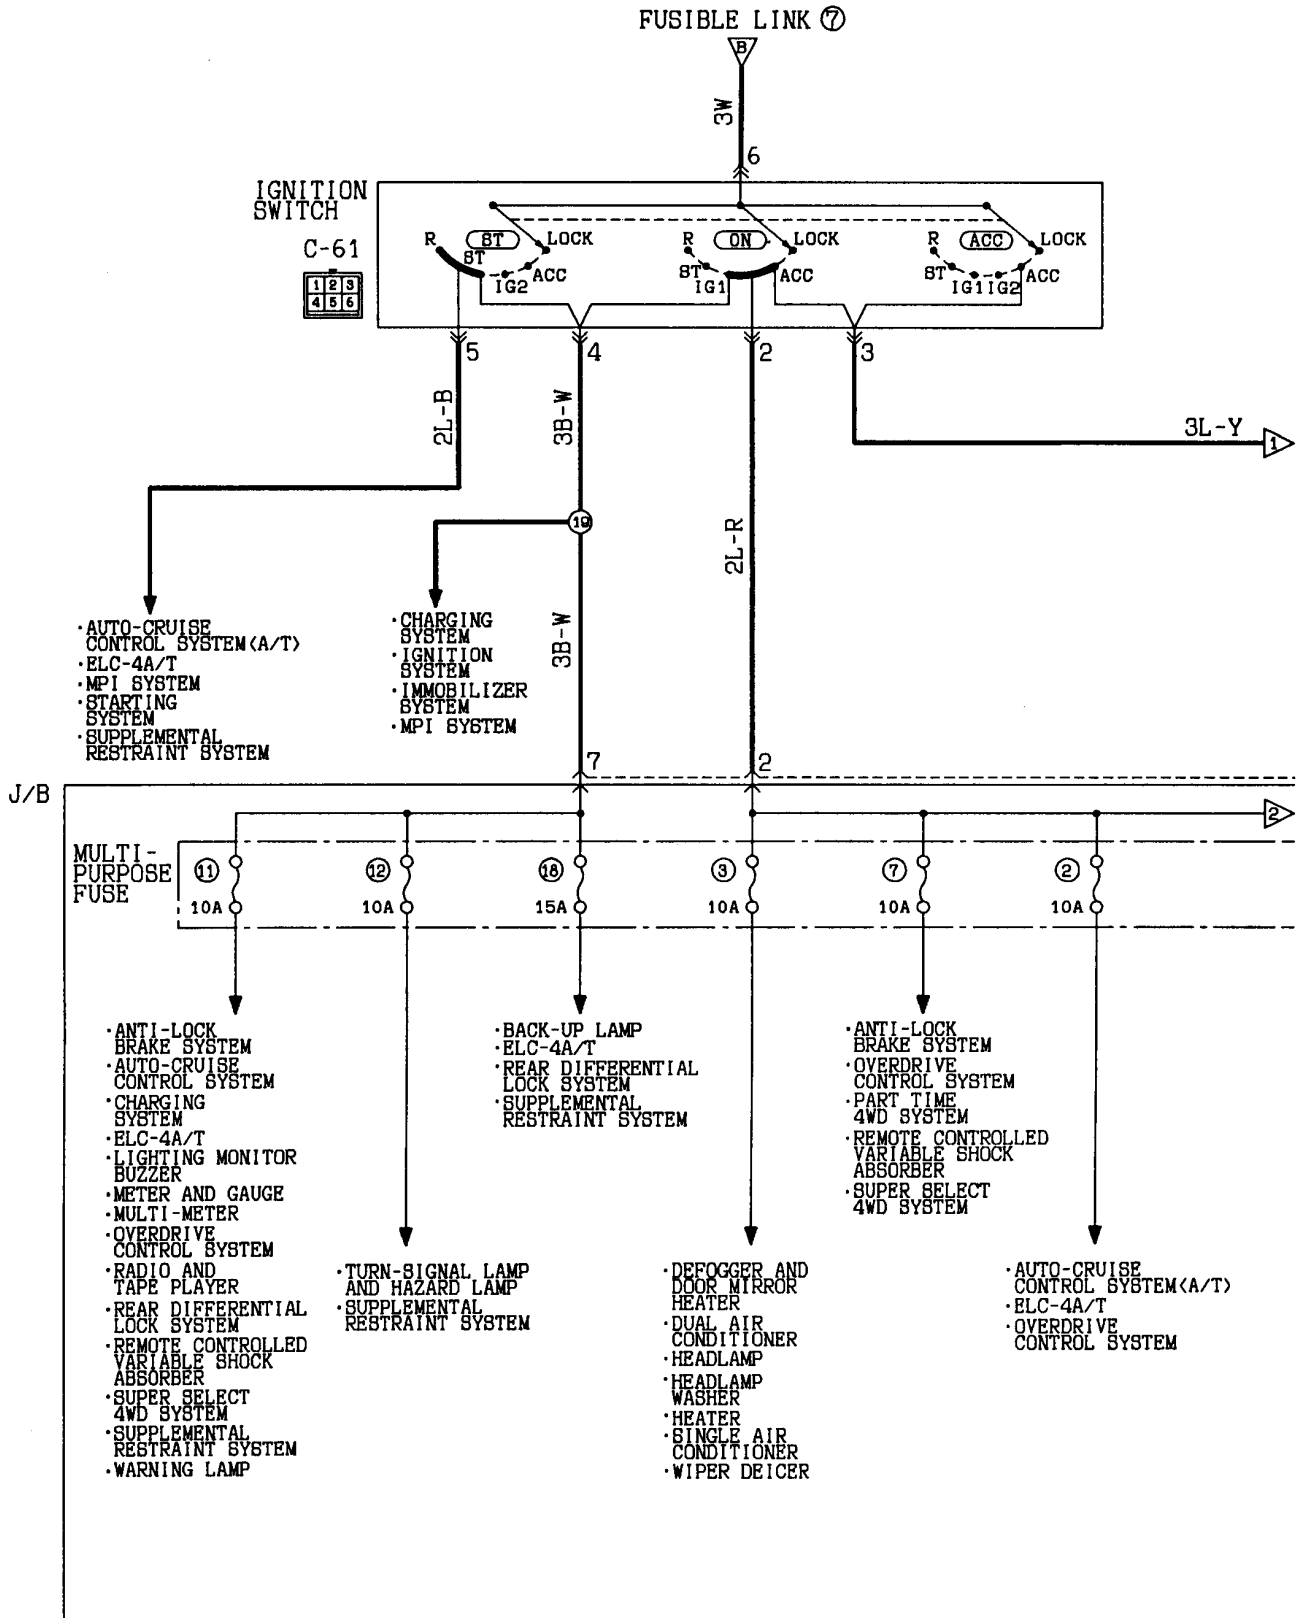 FUSIBLE LINK ⑦
B
3W
6
IGNITION
SWITCH
C-61
1 2 3
4 5 6
R ST LOCK
ST
IG2 ACC
R ON LOCK
ST
IG1 ACC
R ACC LOCK
ST
IG1 IG2 ACC
5 4 2 3
2L-B
3B-W
3L-Y
1
19
2L-R
3B-W
·AUTO-CRUISE
CONTROL SYSTEM<A/T>
·ELC-4A/T
·MPI SYSTEM
·STARTING
SYSTEM
·SUPPLEMENTAL
RESTRAINT SYSTEM
·CHARGING
SYSTEM
·IGNITION
SYSTEM
·IMMOBILIZER
SYSTEM
·MPI SYSTEM
7 2
J/B
2
MULTI-
PURPOSE
FUSE
⑪ ⑫ ⑱ ③ ⑦ ②
10A 10A 15A 10A 10A 10A
·ANTI-LOCK
BRAKE SYSTEM
·AUTO-CRUISE
CONTROL SYSTEM
·CHARGING
SYSTEM
·ELC-4A/T
·LIGHTING MONITOR
BUZZER
·METER AND GAUGE
·MULTI-METER
·OVERDRIVE
CONTROL SYSTEM
·RADIO AND
TAPE PLAYER
·REAR DIFFERENTIAL
LOCK SYSTEM
·REMOTE CONTROLLED
VARIABLE SHOCK
ABSORBER
·SUPER SELECT
4WD SYSTEM
·SUPPLEMENTAL
RESTRAINT SYSTEM
·WARNING LAMP
·TURN-SIGNAL LAMP
AND HAZARD LAMP
·SUPPLEMENTAL
RESTRAINT SYSTEM
·BACK-UP LAMP
·ELC-4A/T
·REAR DIFFERENTIAL
LOCK SYSTEM
·SUPPLEMENTAL
RESTRAINT SYSTEM
·DEFOGGER AND
DOOR MIRROR
HEATER
·DUAL AIR
CONDITIONER
·HEADLAMP
·HEADLAMP
WASHER
·HEATER
·SINGLE AIR
CONDITIONER
·WIPER DEICER
·ANTI-LOCK
BRAKE SYSTEM
·OVERDRIVE
CONTROL SYSTEM
·PART TIME
4WD SYSTEM
·REMOTE CONTROLLED
VARIABLE SHOCK
ABSORBER
·SUPER SELECT
4WD SYSTEM
·AUTO-CRUISE
CONTROL SYSTEM<A/T>
·ELC-4A/T
·OVERDRIVE
CONTROL SYSTEM